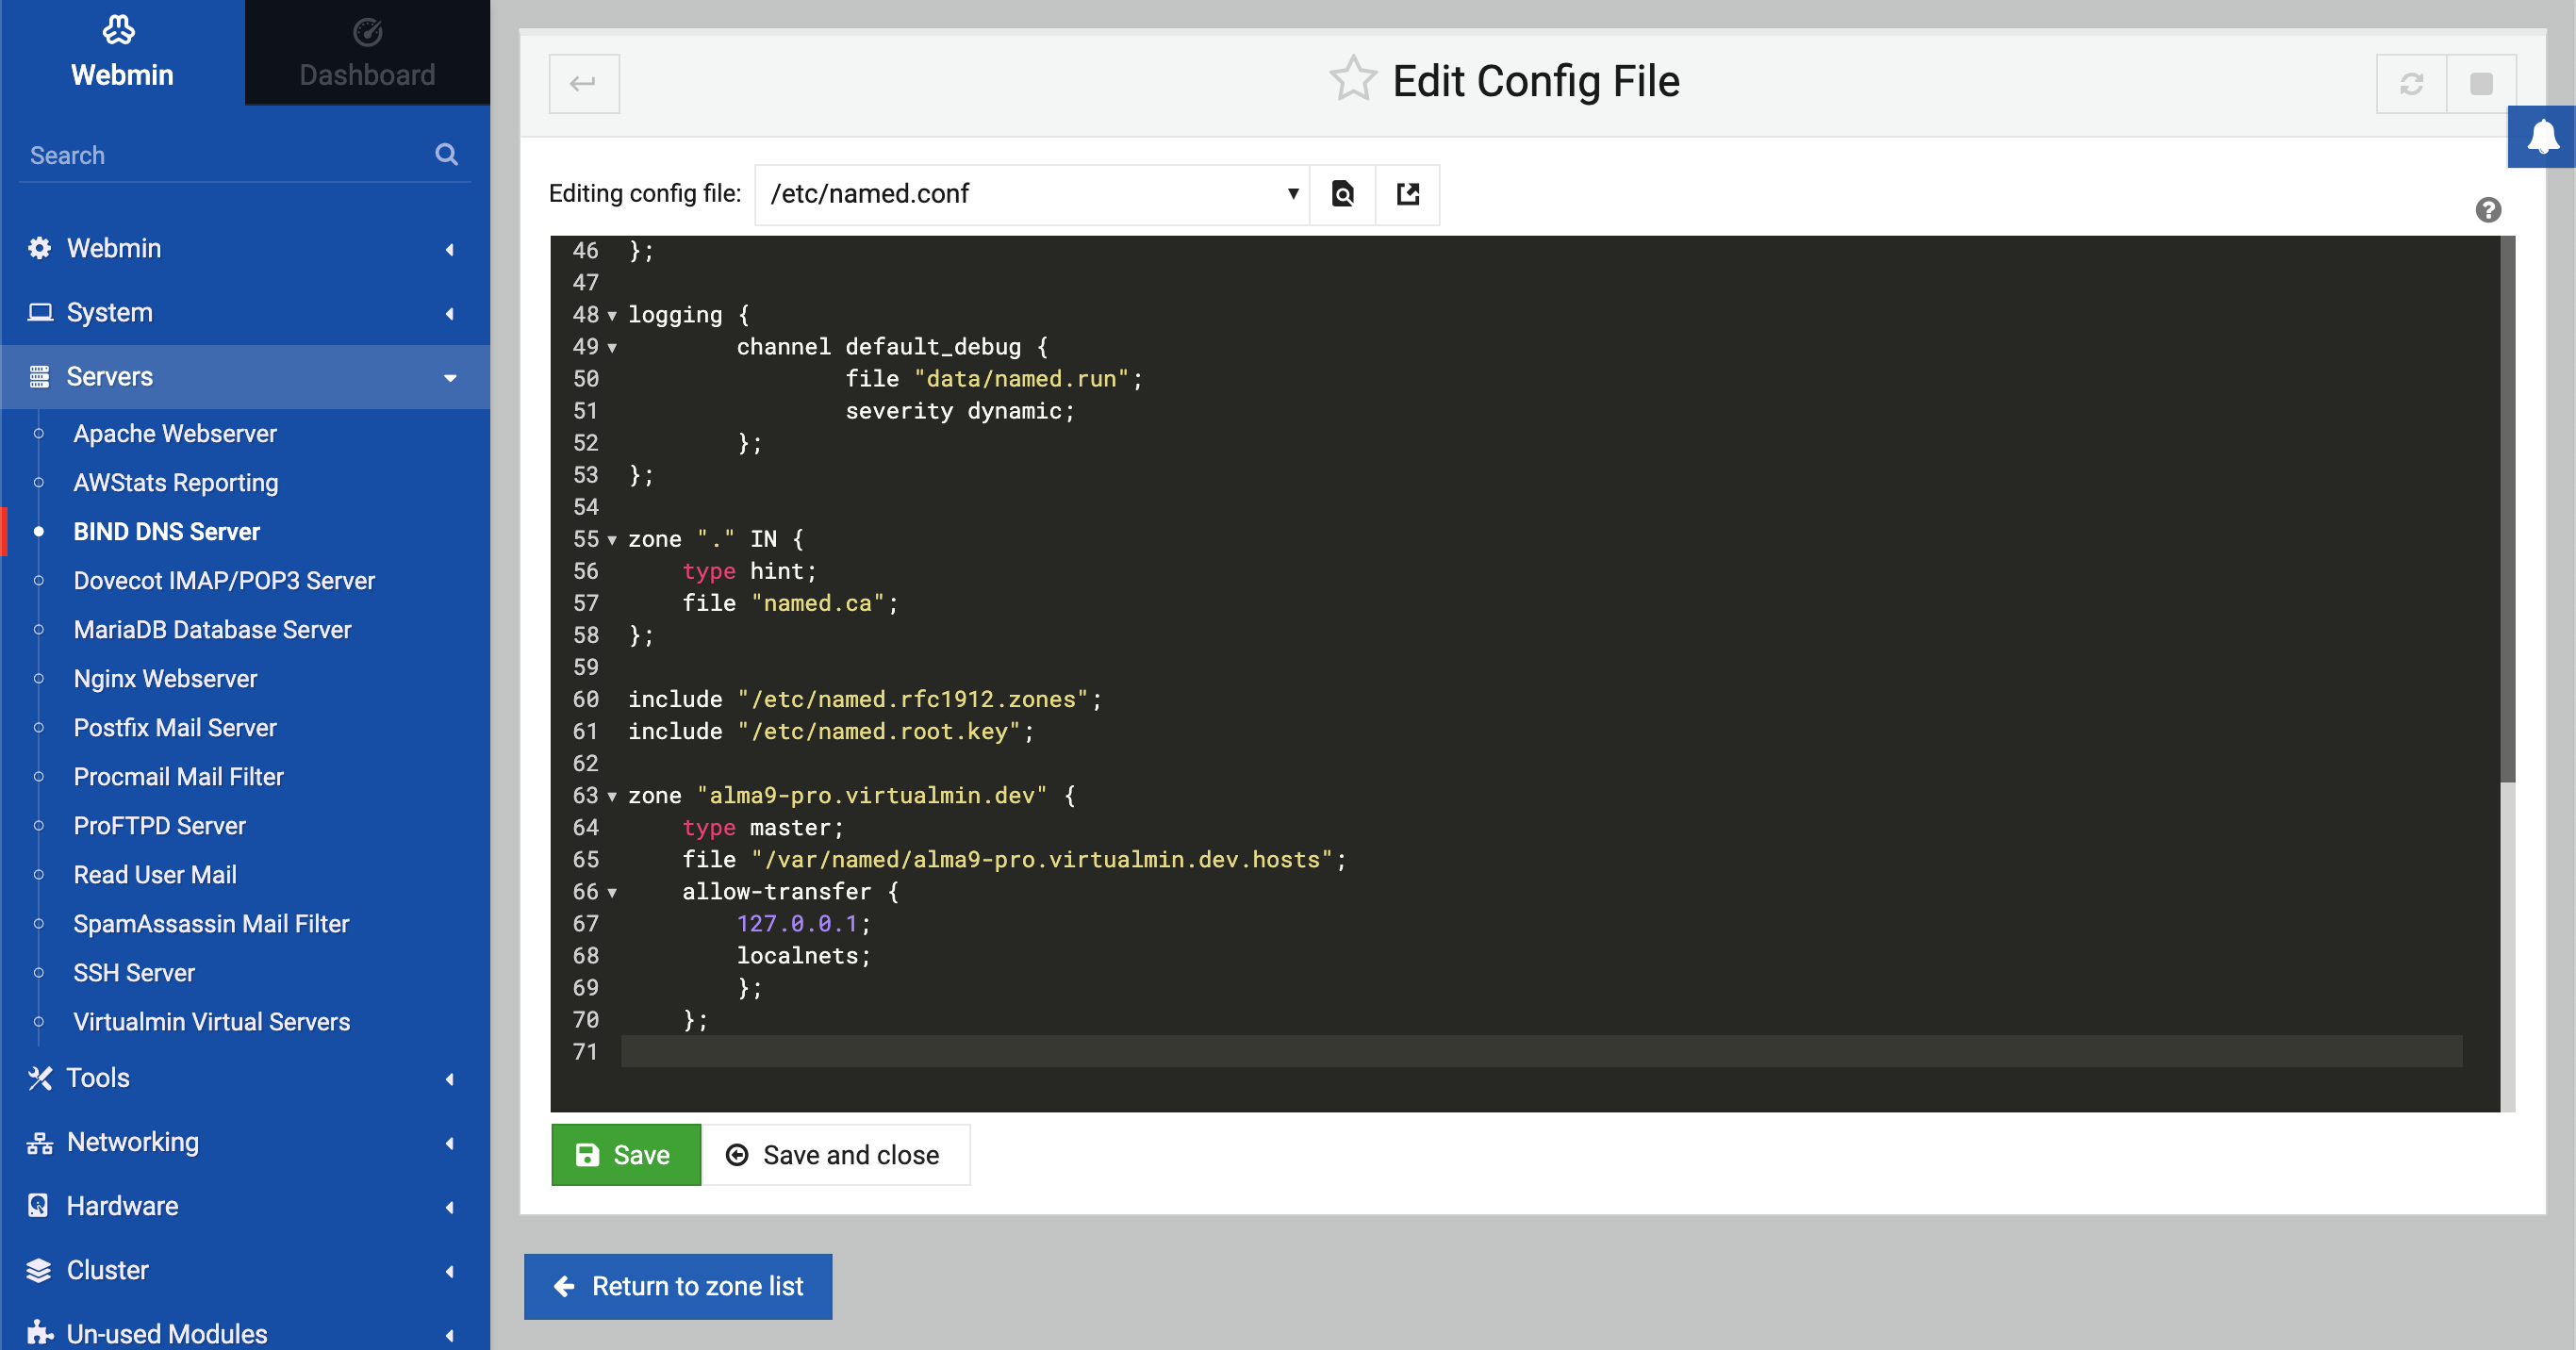 Webmin
Dashboard
Search
Webmin
System
Servers
Apache Webserver
AWStats Reporting
BIND DNS Server
Dovecot IMAP/POP3 Server
MariaDB Database Server
Nginx Webserver
Postfix Mail Server
Procmail Mail Filter
ProFTPD Server
Read User Mail
SpamAssassin Mail Filter
SSH Server
Virtualmin Virtual Servers
Tools
Networking
Hardware
Cluster
Un-used Modules
Edit Config File
Editing config file: /etc/named.conf
46 };
47
48 logging {
49         channel default_debug {
50                 file "data/named.run";
51                 severity dynamic;
52         };
53 };
54
55 zone "." IN {
56     type hint;
57     file "named.ca";
58 };
59
60 include "/etc/named.rfc1912.zones";
61 include "/etc/named.root.key";
62
63 zone "alma9-pro.virtualmin.dev" {
64     type master;
65     file "/var/named/alma9-pro.virtualmin.dev.hosts";
66     allow-transfer {
67         127.0.0.1;
68         localnets;
69         };
70     };
71
Save
Save and close
Return to zone list